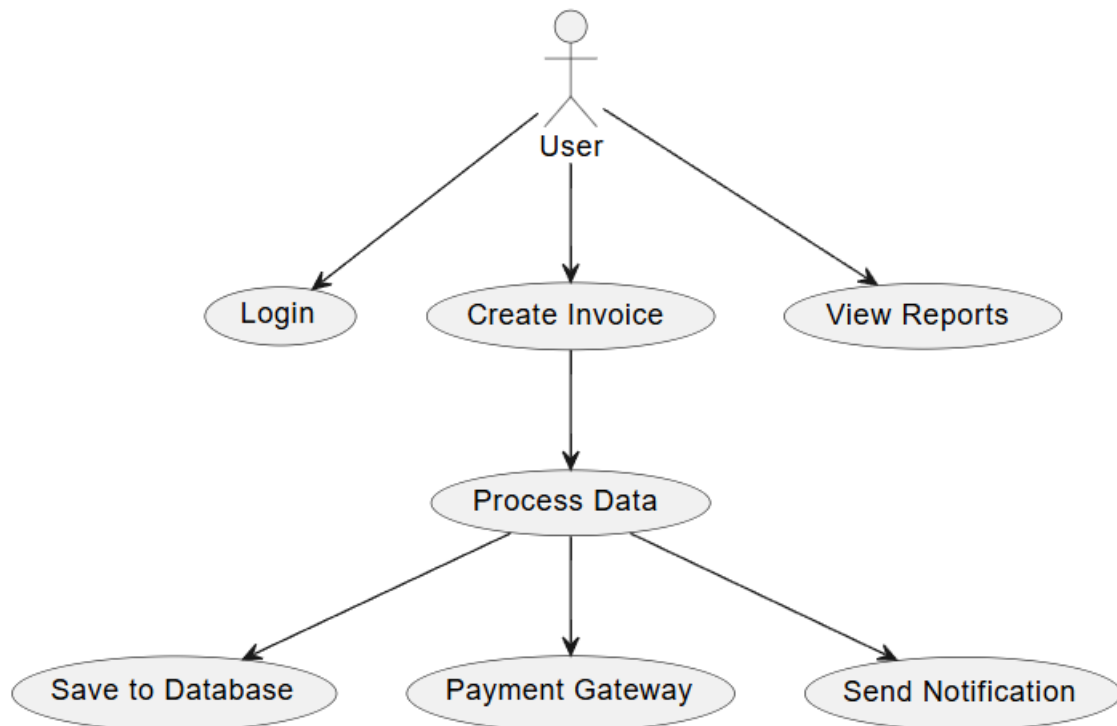 User
Login
Create Invoice
View Reports
Process Data
Save to Database
Payment Gateway
Send Notification